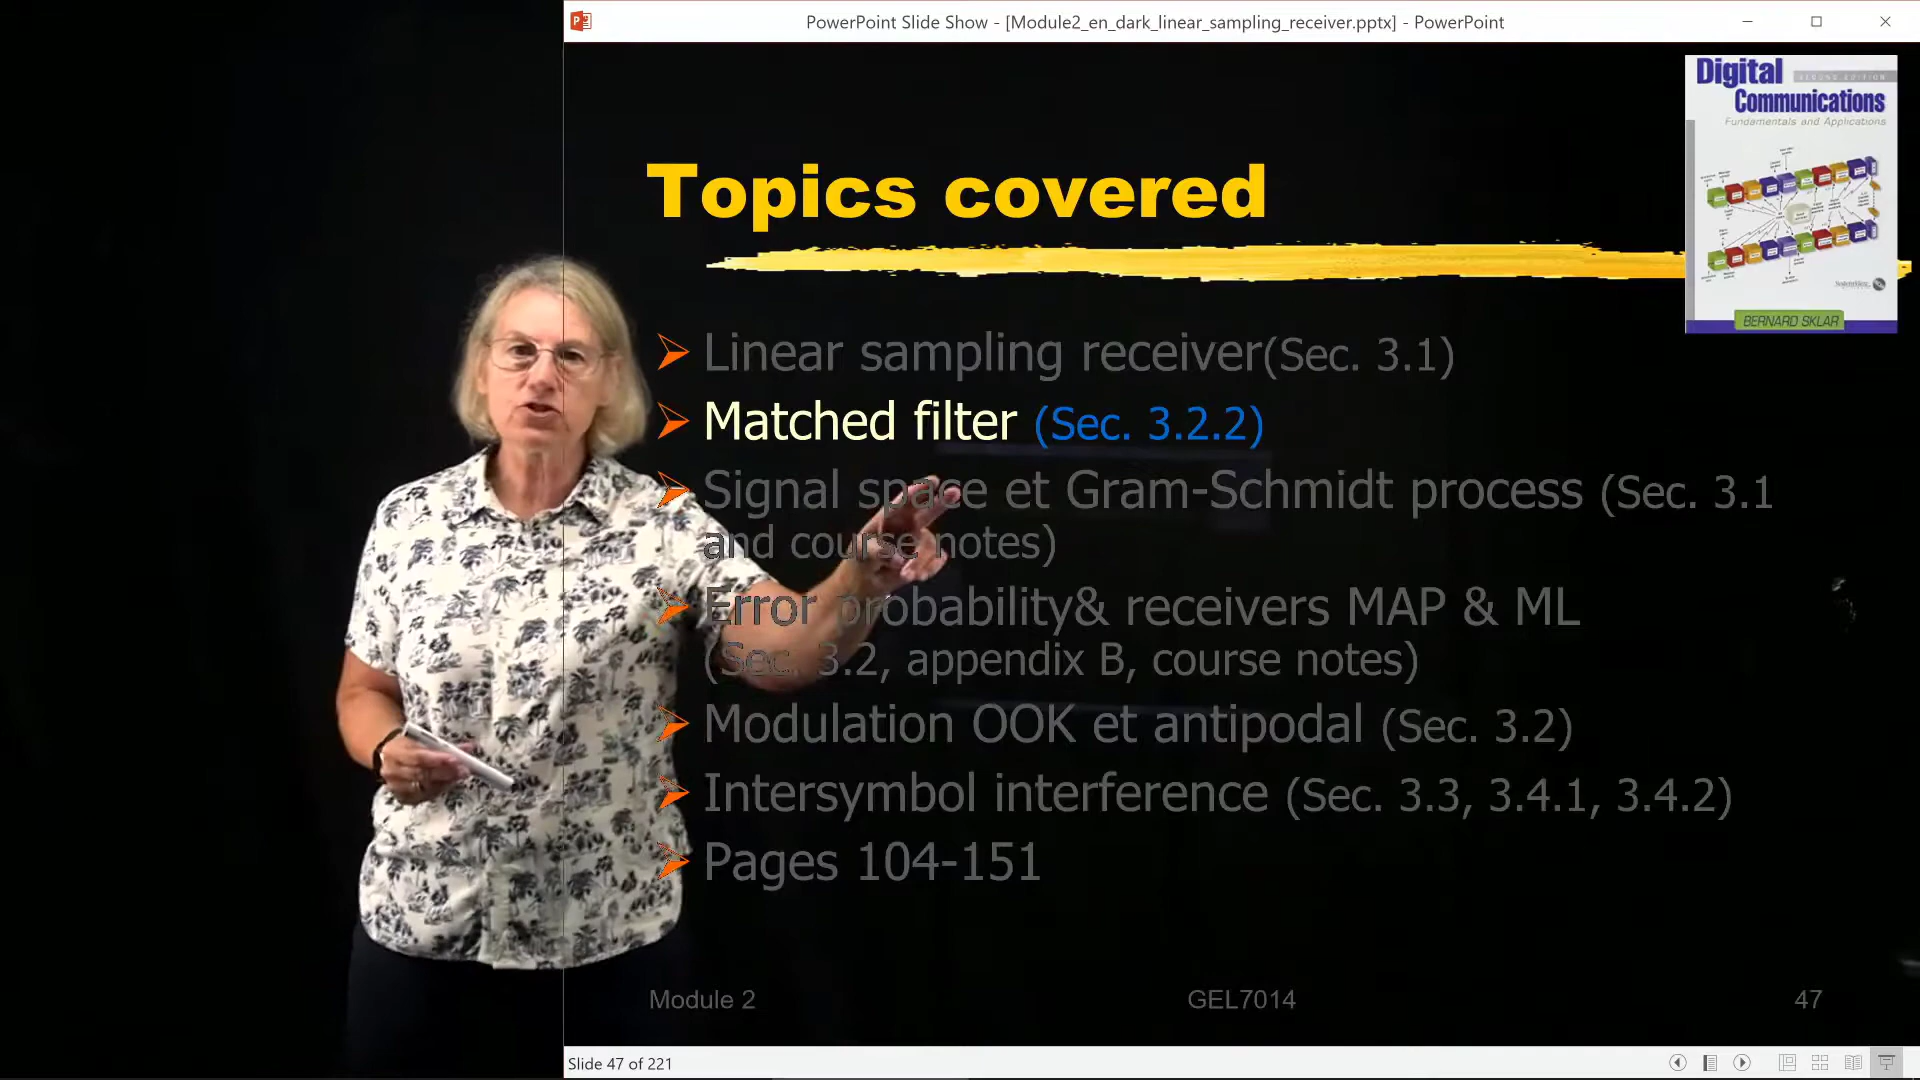 PowerPoint Slide Show - [Module2_en_dark_linear_sampling_receiver.pptx] - PowerPoint
Digital
SECOND EDITION
Communications
Fundamentals and Applications
BERNARD SKLAR
Topics covered
Linear sampling receiver(Sec. 3.1)
Matched filter (Sec. 3.2.2)
Signal space et Gram-Schmidt process (Sec. 3.1
and course notes)
Error probability& receivers MAP & ML
(Sec. 3.2, appendix B, course notes)
Modulation OOK et antipodal (Sec. 3.2)
Intersymbol interference (Sec. 3.3, 3.4.1, 3.4.2)
Pages 104-151
Module 2
GEL7014
47
Slide 47 of 221